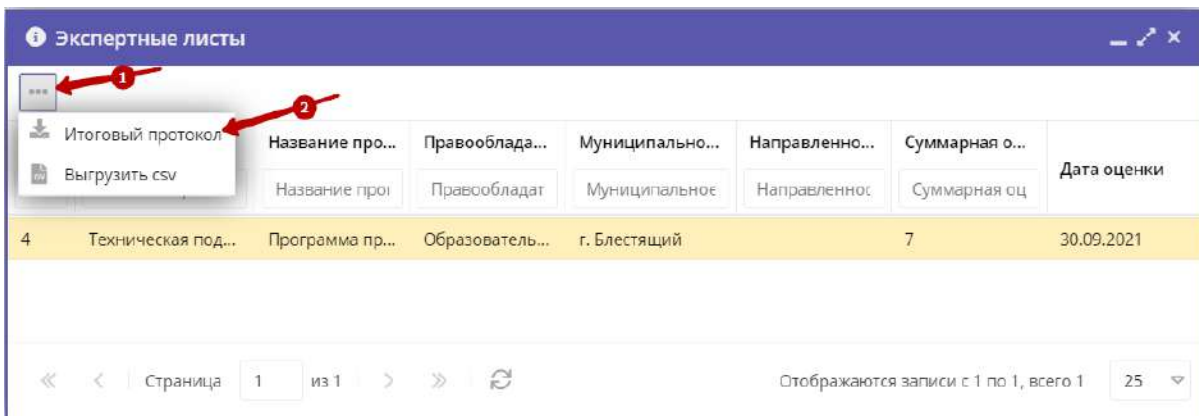 Экспертные листы
1
2
Итоговый протокол
Выгрузить csv
Название про... Правооблада... Муниципально... Направленно... Суммарная о... Дата оценки
Название прог Правообладат Муниципальное Направленнос Суммарная оц
4 Техническая под... Программа пр... Образователь... г. Блестящий 7 30.09.2021
Страница 1 из 1 Отображаются записи с 1 по 1, всего 1 25